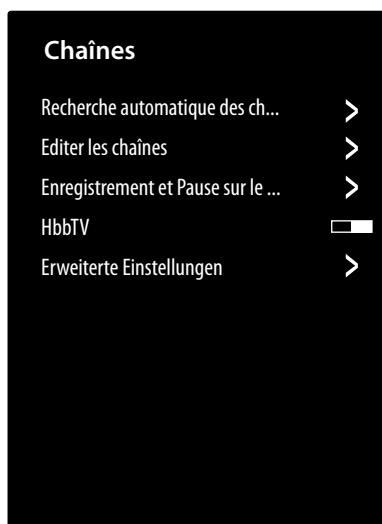 Chaînes
Recherche automatique des ch...
Editer les chaînes
Enregistrement et Pause sur le ...
HbbTV
Erweiterte Einstellungen